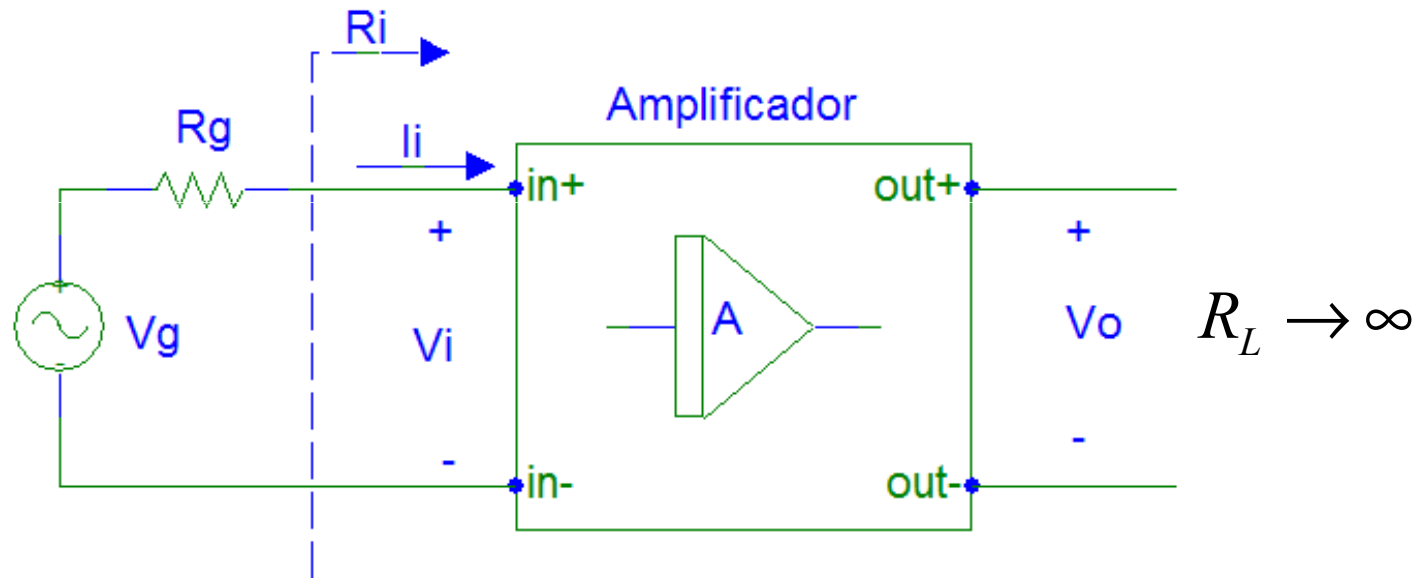 Ri
Amplificador
Rg
Ii
in+
out+
+
+
Vg
Vi
A
Vo
R_L → ∞
-
-
in-
out-